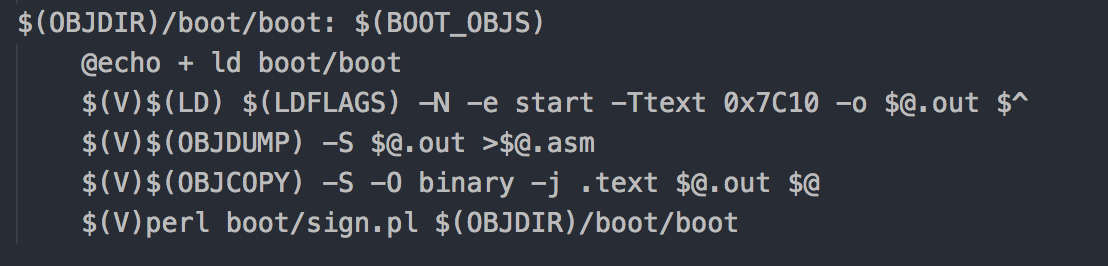 $(OBJDIR)/boot/boot: $(BOOT_OBJS)
@echo + ld boot/boot
$(V)$(LD) $(LDFLAGS) -N -e start -Ttext 0x7C10 -o $@.out $^
$(V)$(OBJDUMP) -S $@.out >$@.asm
$(V)$(OBJCOPY) -S -O binary -j .text $@.out $@
$(V)perl boot/sign.pl $(OBJDIR)/boot/boot